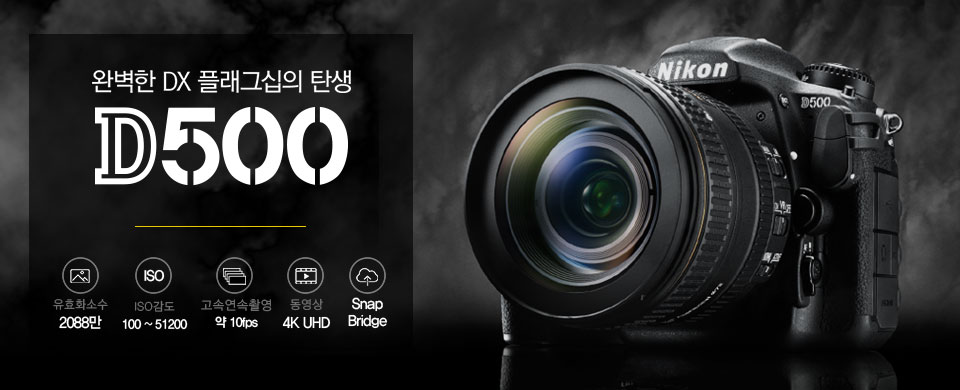 완벽한 DX 플래그십의 탄생
D500
ISO
유효화소수
2088만
ISO감도
100 ~ 51200
고속연속촬영
약 10fps
동영상
4K UHD
Snap
Bridge
Nikon
D500